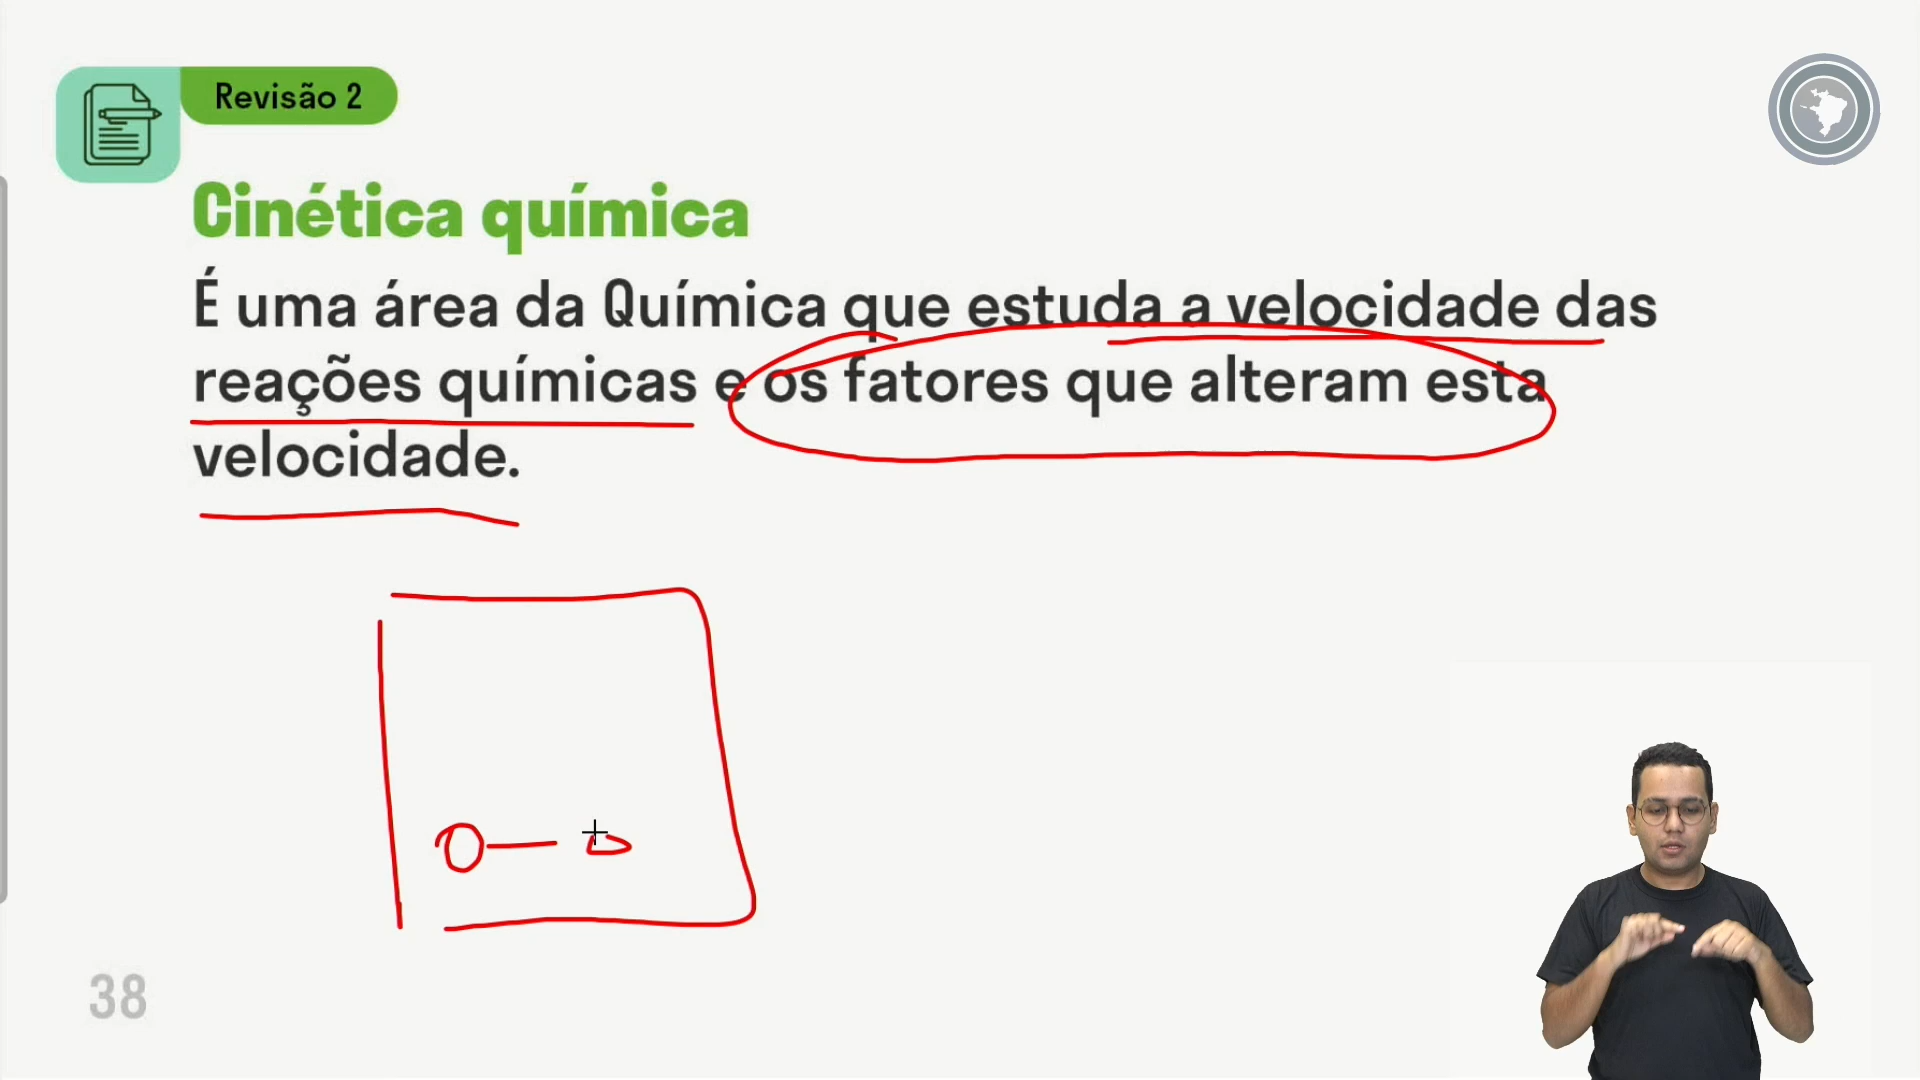 Revisão 2
Cinética química
É uma área da Química que estuda a velocidade das
reações químicas e os fatores que alteram esta
velocidade.
38